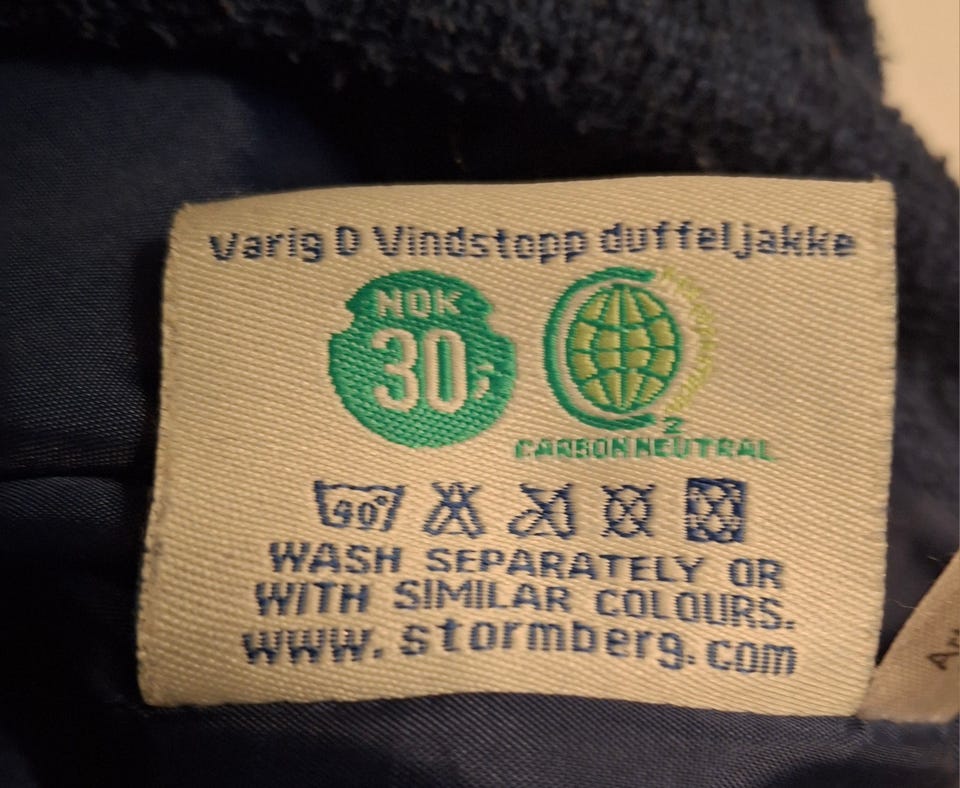 Varig D Vindstopp duffeljakke
NOK
30,-
CARBON NEUTRAL
40°
WASH SEPARATELY OR
WITH SIMILAR COLOURS.
www.stormberg.com